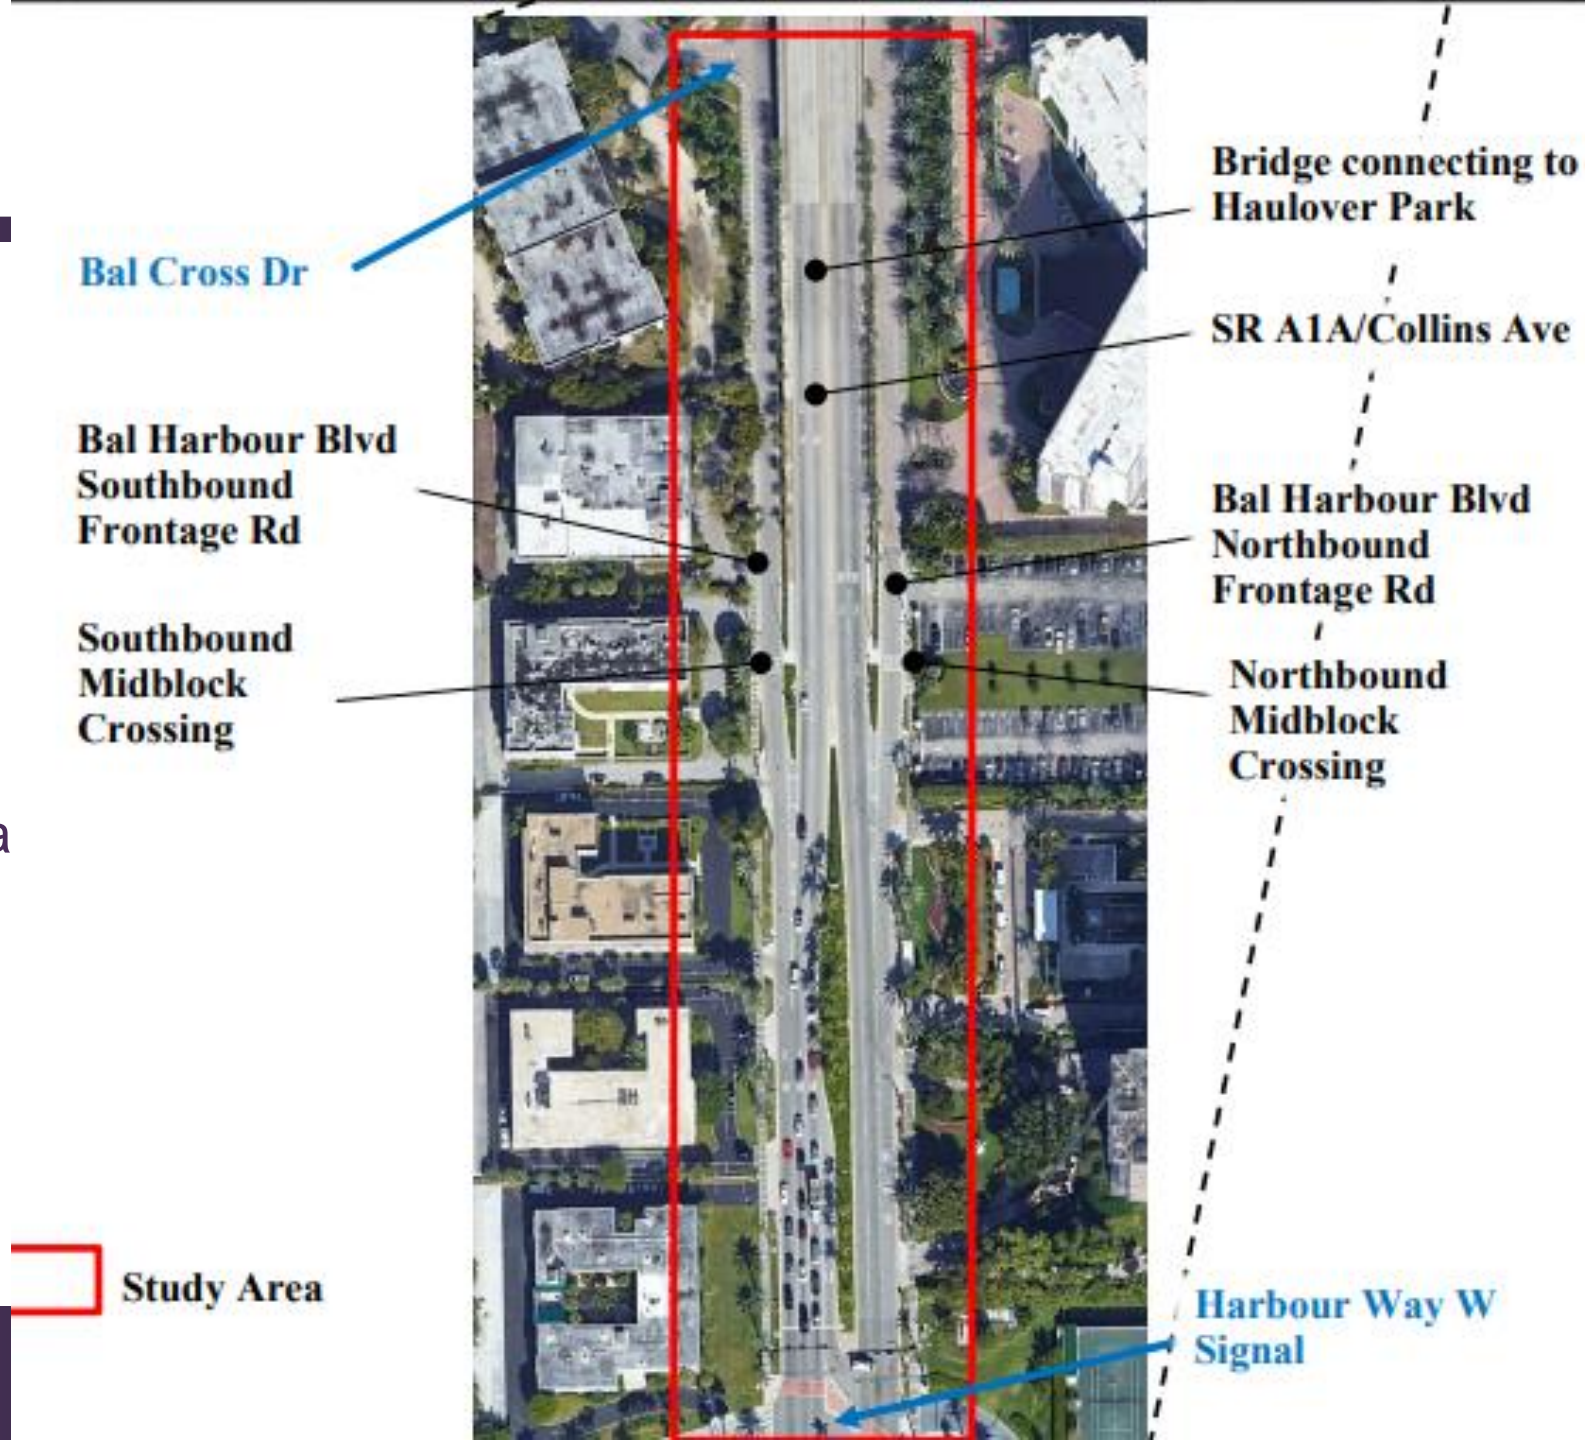 Bridge connecting to
Haulover Park
Bal Cross Dr
SR A1A/Collins Ave
Bal Harbour Blvd
Southbound
Frontage Rd
Bal Harbour Blvd
Northbound
Frontage Rd
Southbound
Midblock
Crossing
Northbound
Midblock
Crossing
a
Study Area
Harbour Way W
Signal